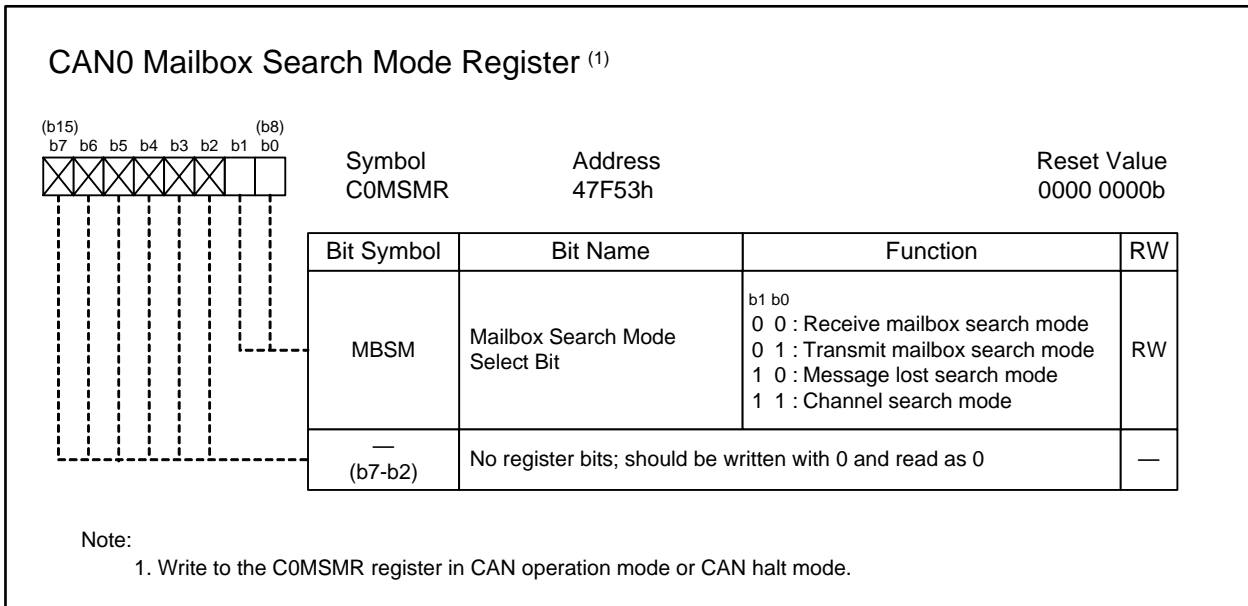 CAN0 Mailbox Search Mode Register (1)
(b15) (b8)
b7 b6 b5 b4 b3 b2 b1 b0
Symbol Address Reset Value
C0MSMR 47F53h 0000 0000b
Bit Symbol Bit Name Function RW
MBSM
Mailbox Search Mode
Select Bit
b1 b0
0 0 : Receive mailbox search mode
0 1 : Transmit mailbox search mode
1 0 : Message lost search mode
1 1 : Channel search mode
RW
—
(b7-b2)
No register bits; should be written with 0 and read as 0
—
Note:
1. Write to the C0MSMR register in CAN operation mode or CAN halt mode.